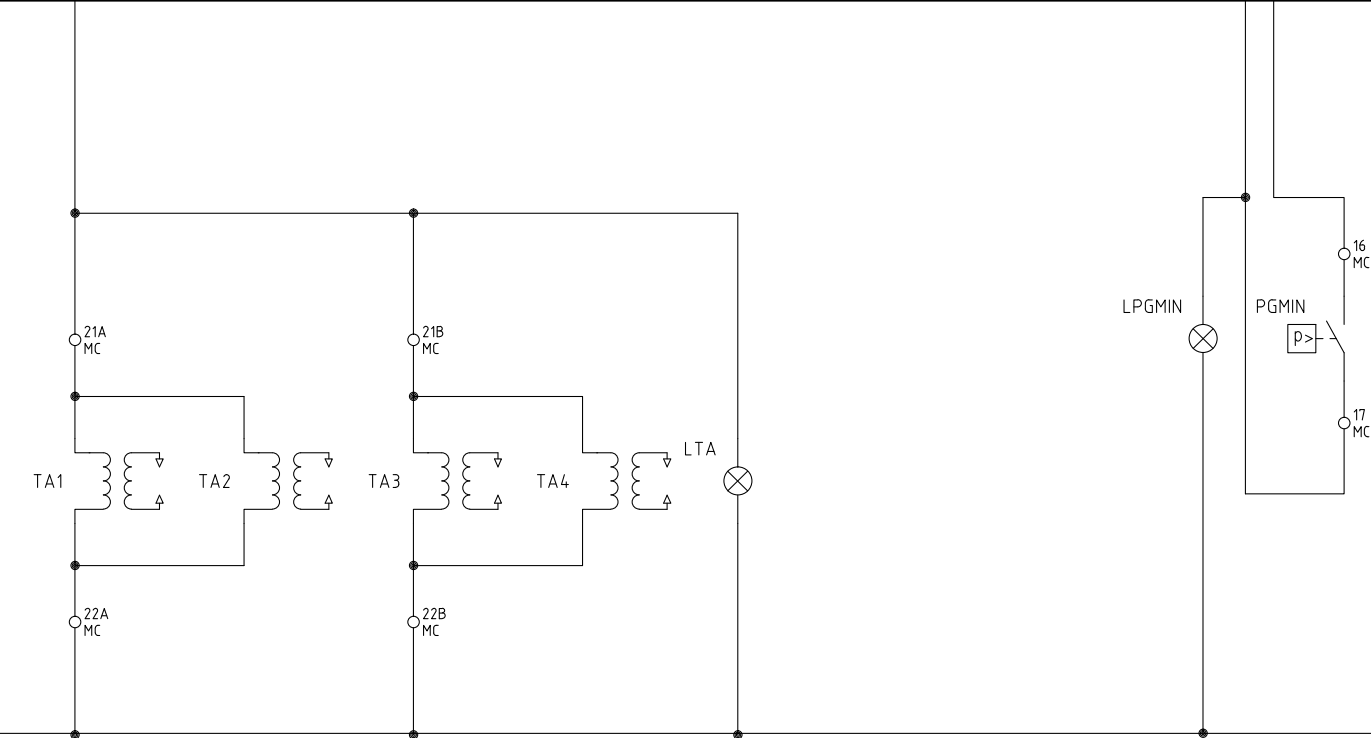 16
MC
LPGMIN
PGMIN
P>
21A
MC
21B
MC
17
MC
LTA
TA1
TA2
TA3
TA4
22A
MC
22B
MC